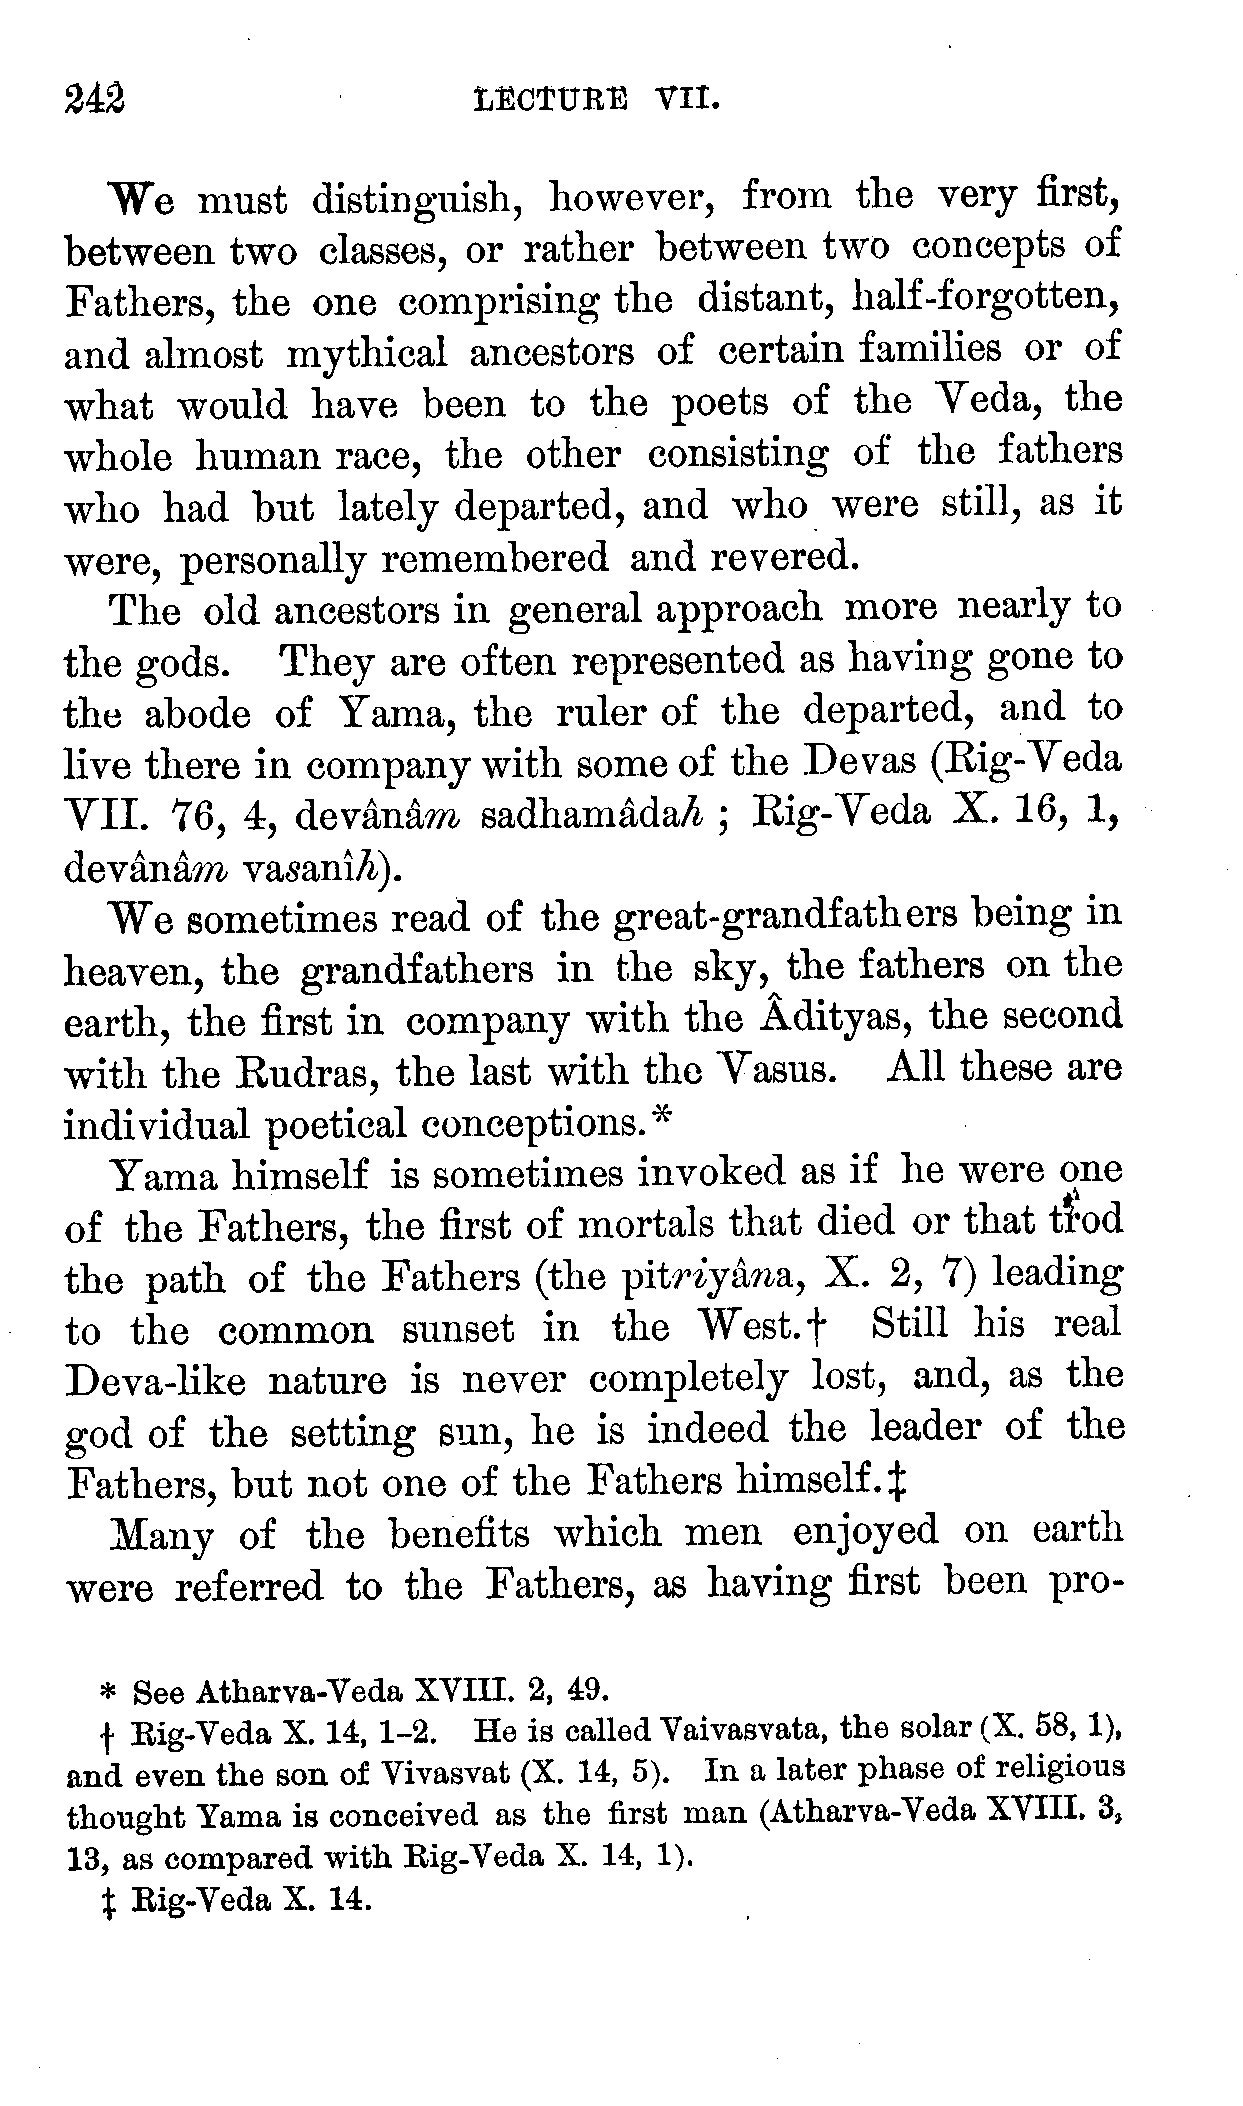 242 LECTURE VII.
We must distinguish, however, from the very first,
between two classes, or rather between two concepts of
Fathers, the one comprising the distant, half-forgotten,
and almost mythical ancestors of certain families or of
what would have been to the poets of the Veda, the
whole human race, the other consisting of the fathers
who had but lately departed, and who were still, as it
were, personally remembered and revered.
The old ancestors in general approach more nearly to
the gods. They are often represented as having gone to
the abode of Yama, the ruler of the departed, and to
live there in company with some of the Devas (Rig-Veda
VII. 76, 4, devânâm sadhamâdah ; Rig-Veda X. 16, 1,
devânâm vasanîh).
We sometimes read of the great-grandfathers being in
heaven, the grandfathers in the sky, the fathers on the
earth, the first in company with the Âdityas, the second
with the Rudras, the last with the Vasus. All these are
individual poetical conceptions.*
Yama himself is sometimes invoked as if he were one
of the Fathers, the first of mortals that died or that trod
the path of the Fathers (the pitriyâna, X. 2, 7) leading
to the common sunset in the West.† Still his real
Deva-like nature is never completely lost, and, as the
god of the setting sun, he is indeed the leader of the
Fathers, but not one of the Fathers himself.‡
Many of the benefits which men enjoyed on earth
were referred to the Fathers, as having first been pro-
* See Atharva-Veda XVIII. 2, 49.
† Rig-Veda X. 14, 1–2. He is called Vaivasvata, the solar (X. 58, 1),
and even the son of Vivasvat (X. 14, 5). In a later phase of religious
thought Yama is conceived as the first man (Atharva-Veda XVIII. 3,
13, as compared with Rig-Veda X. 14, 1).
‡ Rig-Veda X. 14.